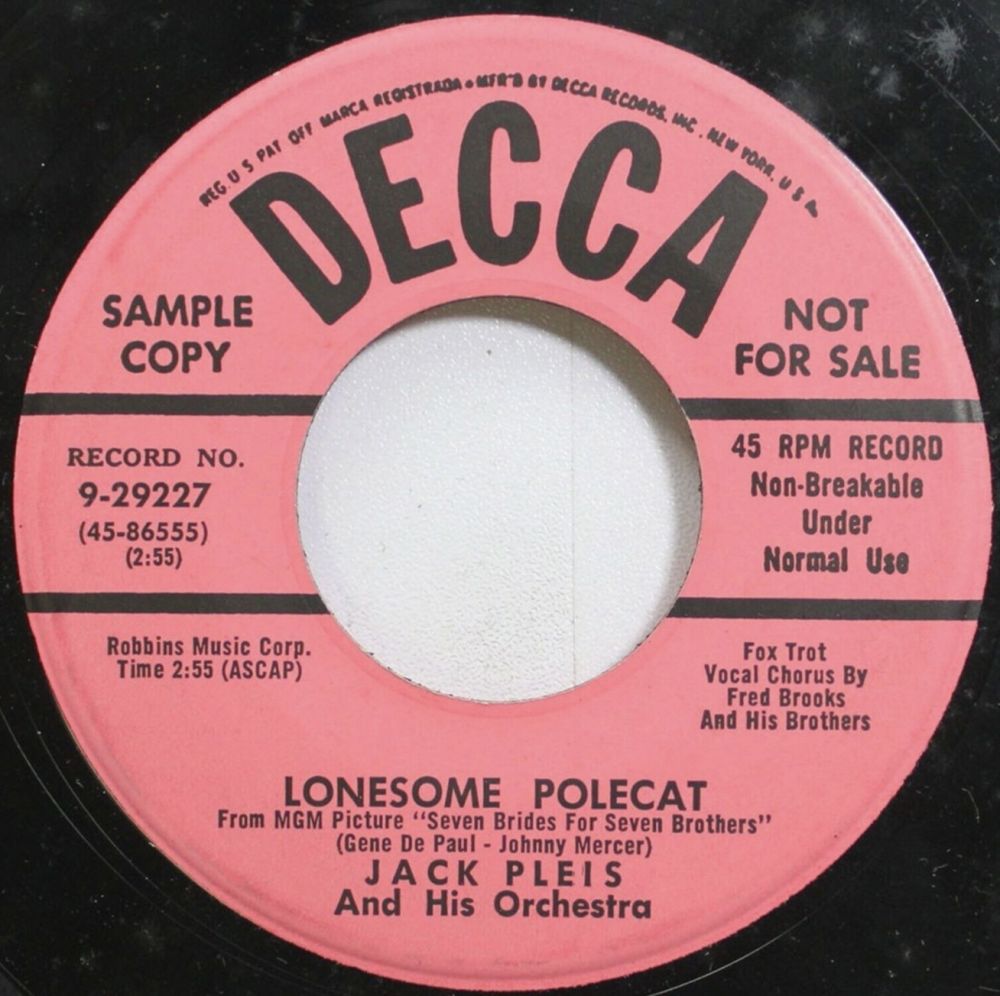 REG. U S PAT OFF MARCA REGISTRADA • MFR'D BY DECCA RECORDS, INC., NEW YORK, U S A
DECCA
SAMPLE
COPY
NOT
FOR SALE
RECORD NO.
9-29227
(45-86555)
(2:55)
45 RPM RECORD
Non-Breakable
Under
Normal Use
Robbins Music Corp.
Time 2:55 (ASCAP)
Fox Trot
Vocal Chorus By
Fred Brooks
And His Brothers
LONESOME POLECAT
From MGM Picture "Seven Brides For Seven Brothers"
(Gene De Paul - Johnny Mercer)
JACK PLEIS
And His Orchestra